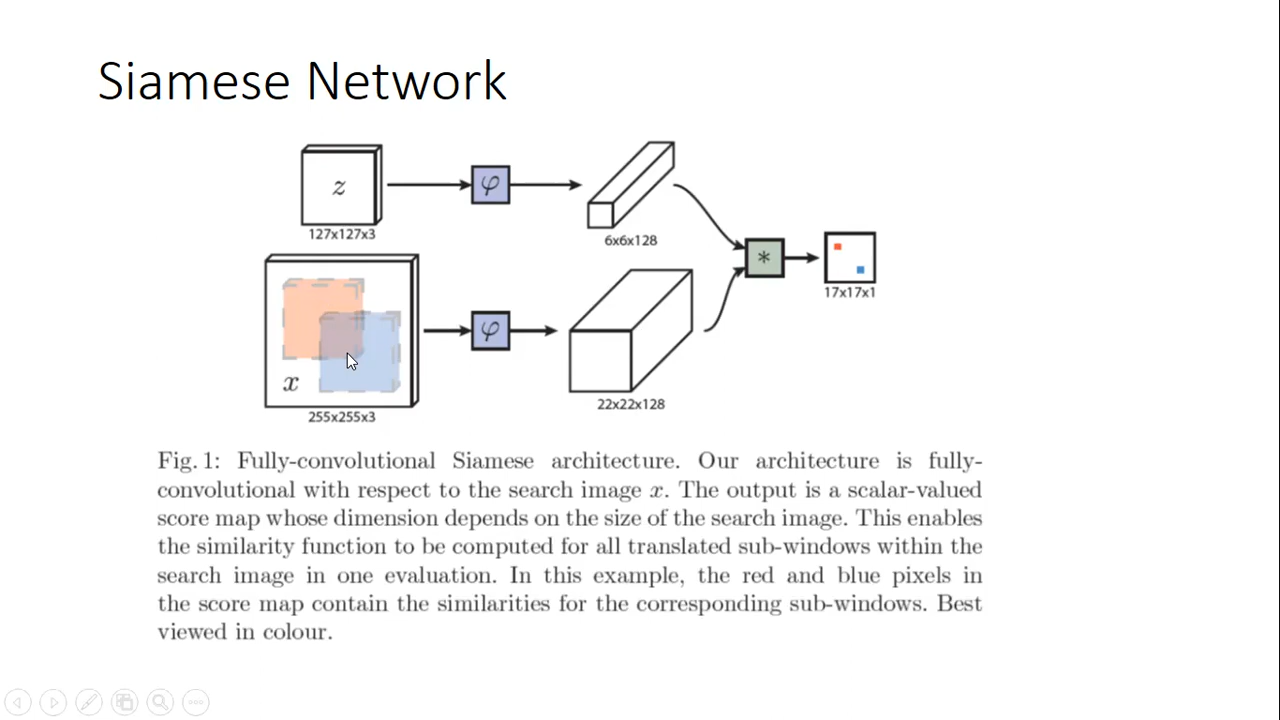 Siamese Network
z
φ
127x127x3
6x6x128
*
17x17x1
x
φ
255x255x3
22x22x128
Fig. 1: Fully-convolutional Siamese architecture. Our architecture is fully-
convolutional with respect to the search image x. The output is a scalar-valued
score map whose dimension depends on the size of the search image. This enables
the similarity function to be computed for all translated sub-windows within the
search image in one evaluation. In this example, the red and blue pixels in
the score map contain the similarities for the corresponding sub-windows. Best
viewed in colour.